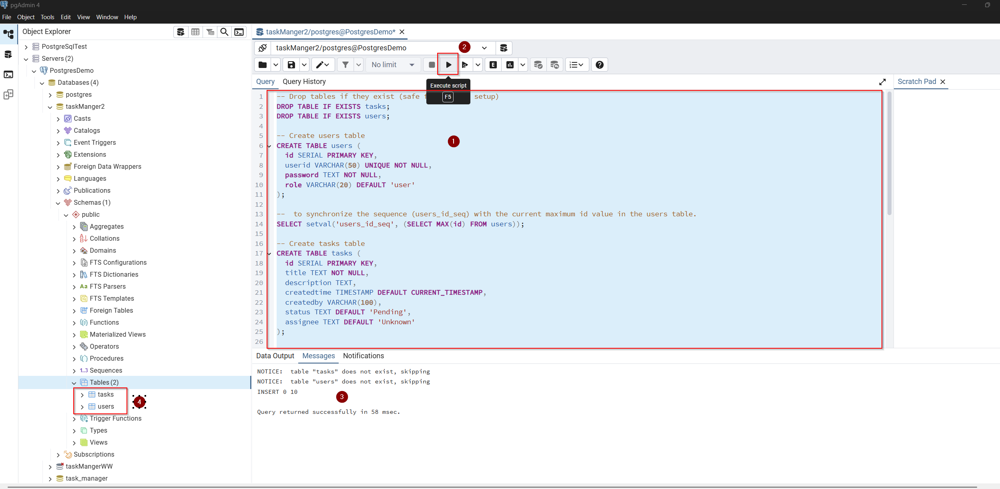 pgAdmin 4
File Object Tools Edit View Window Help
Object Explorer
PostgreSqlTest
Servers (2)
PostgresDemo
Databases (4)
postgres
taskManger2
Casts
Catalogs
Event Triggers
Extensions
Foreign Data Wrappers
Languages
Publications
Schemas (1)
public
Aggregates
Collations
Domains
FTS Configurations
FTS Dictionaries
Aa FTS Parsers
FTS Templates
Foreign Tables
Functions
Materialized Views
Operators
Procedures
1..3 Sequences
Tables (2)
tasks
users
4
Trigger Functions
Types
Views
Subscriptions
taskMangerWW
task_manager
taskManger2/postgres@PostgresDemo*
taskManger2/postgres@PostgresDemo
2
No limit
E
Query Query History
Execute script
F5
Scratch Pad
1 -- Drop tables if they exist (safe f setup)
2 DROP TABLE IF EXISTS tasks;
3 DROP TABLE IF EXISTS users;
4
5 -- Create users table
6 CREATE TABLE users (
7 id SERIAL PRIMARY KEY,
8 userid VARCHAR(50) UNIQUE NOT NULL,
9 password TEXT NOT NULL,
10 role VARCHAR(20) DEFAULT 'user'
11 );
12
13 -- to synchronize the sequence (users_id_seq) with the current maximum id value in the users table.
14 SELECT setval('users_id_seq', (SELECT MAX(id) FROM users));
15
16 -- Create tasks table
17 CREATE TABLE tasks (
18 id SERIAL PRIMARY KEY,
19 title TEXT NOT NULL,
20 description TEXT,
21 createdtime TIMESTAMP DEFAULT CURRENT_TIMESTAMP,
22 createdby VARCHAR(100),
23 status TEXT DEFAULT 'Pending',
24 assignee TEXT DEFAULT 'Unknown'
25 );
26
1
Data Output Messages Notifications
NOTICE: table "tasks" does not exist, skipping
NOTICE: table "users" does not exist, skipping
INSERT 0 10
3
Query returned successfully in 58 msec.